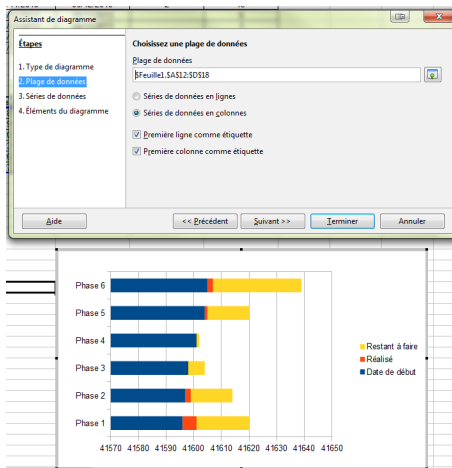 Assistant de diagramme
Étapes
1. Type de diagramme
2. Plage de données
3. Séries de données
4. Éléments du diagramme
Choisissez une plage de données
Plage de données
$Feuille1.$A$12:$D$18
Séries de données en lignes
Séries de données en colonnes
Première ligne comme étiquette
Première colonne comme étiquette
Aide
<< Précédent
Suivant >>
Terminer
Annuler
Phase 6
Phase 5
Phase 4
Phase 3
Phase 2
Phase 1
Restant à faire
Réalisé
Date de début
41570 41580 41590 41600 41610 41620 41630 41640 41650